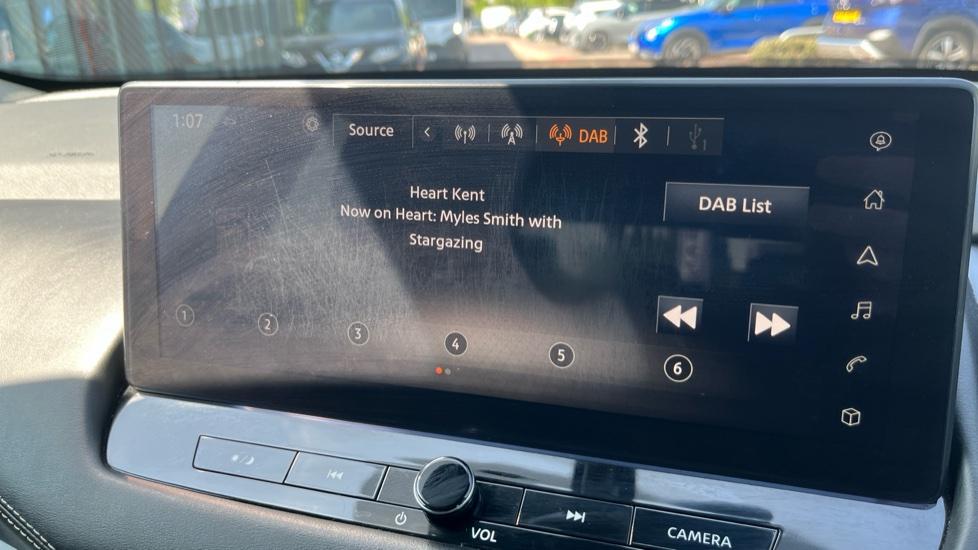 1:07
Source
DAB
1
Heart Kent
Now on Heart: Myles Smith with
Stargazing
DAB List
1
2
3
4
5
6
VOL
CAMERA